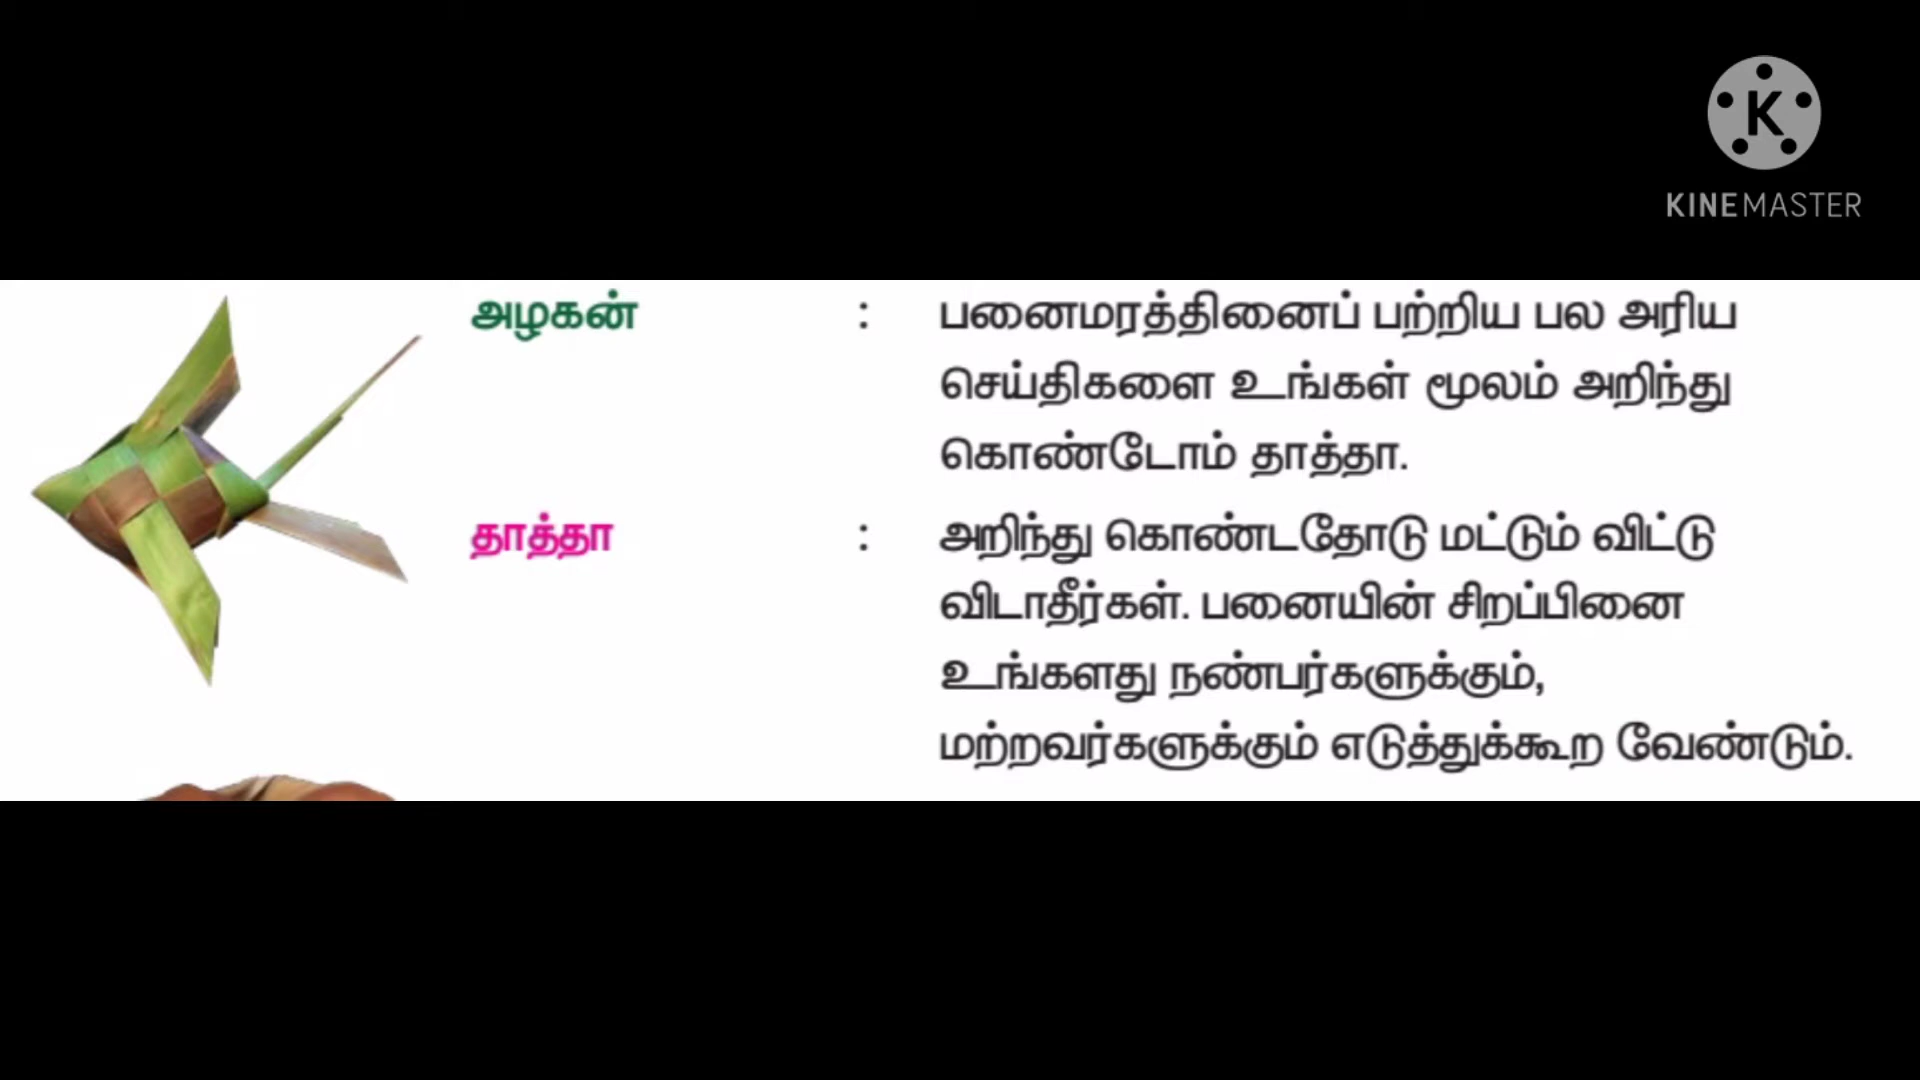 K
KINEMASTER
அழகன் : பனைமரத்தினைப் பற்றிய பல அரிய
செய்திகளை உங்கள் மூலம் அறிந்து
கொண்டோம் தாத்தா.
தாத்தா : அறிந்து கொண்டதோடு மட்டும் விட்டு
விடாதீர்கள். பனையின் சிறப்பினை
உங்களது நண்பர்களுக்கும்,
மற்றவர்களுக்கும் எடுத்துக்கூற வேண்டும்.